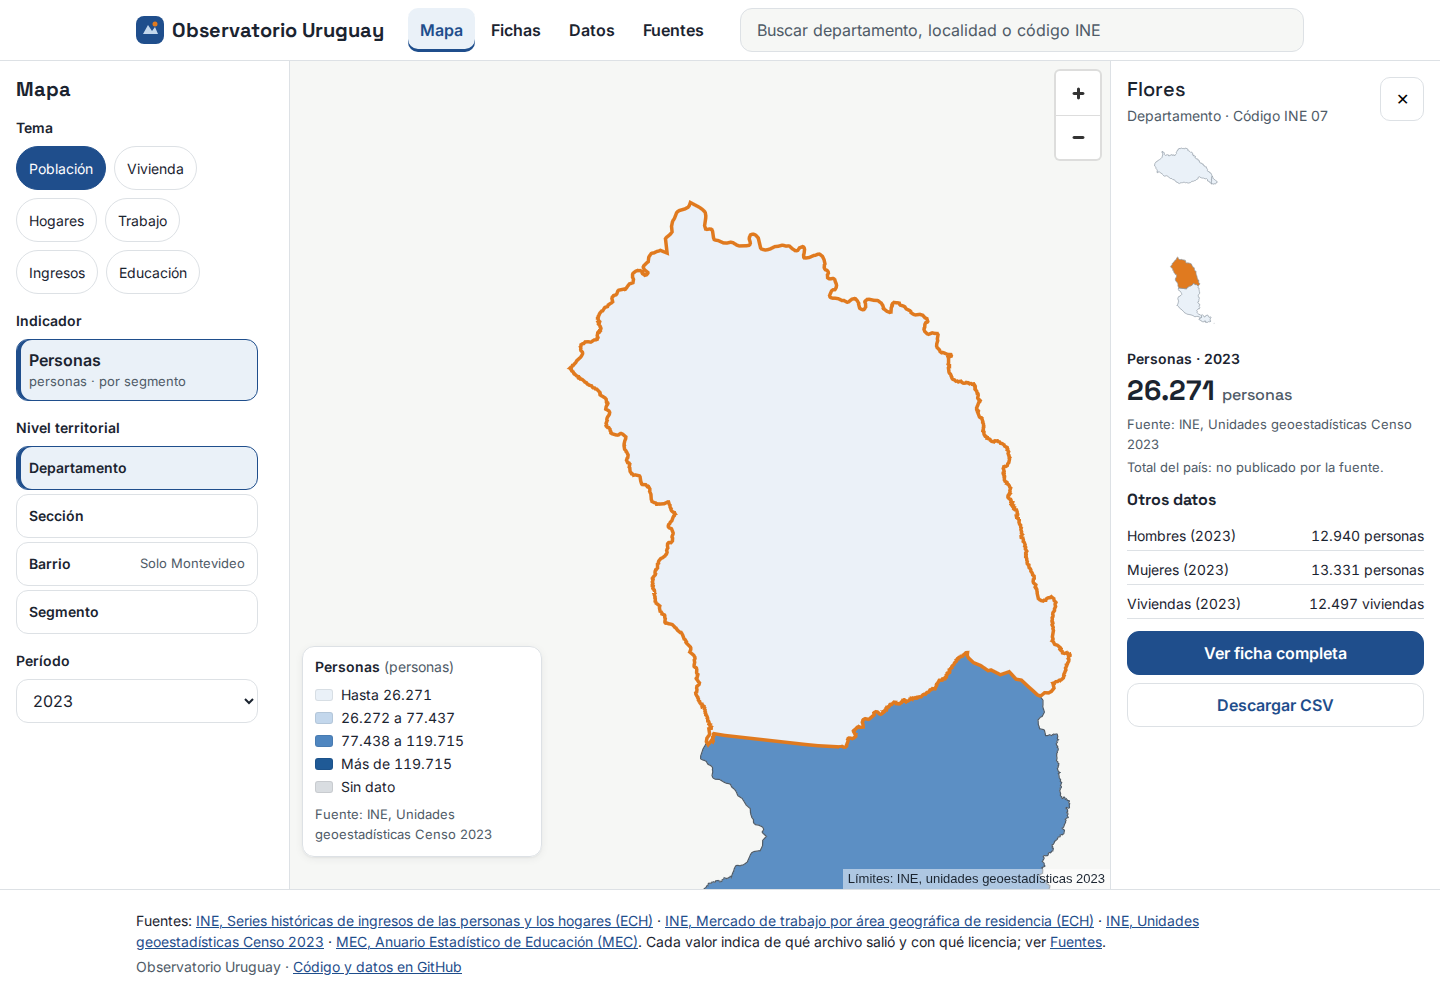 Observatorio Uruguay
Mapa
Fichas
Datos
Fuentes
Buscar departamento, localidad o código INE
Mapa
Tema
Población
Vivienda
Hogares
Trabajo
Ingresos
Educación
Indicador
Personas
personas · por segmento
Nivel territorial
Departamento
Sección
Barrio
Solo Montevideo
Segmento
Período
2023
+
−
Personas (personas)
Hasta 26.271
26.272 a 77.437
77.438 a 119.715
Más de 119.715
Sin dato
Fuente: INE, Unidades
geoestadísticas Censo 2023
Límites: INE, unidades geoestadísticas 2023
Flores
Departamento · Código INE 07
×
Personas · 2023
26.271 personas
Fuente: INE, Unidades geoestadísticas Censo
2023
Total del país: no publicado por la fuente.
Otros datos
Hombres (2023) 12.940 personas
Mujeres (2023) 13.331 personas
Viviendas (2023) 12.497 viviendas
Ver ficha completa
Descargar CSV
Fuentes: INE, Series históricas de ingresos de las personas y los hogares (ECH) · INE, Mercado de trabajo por área geográfica de residencia (ECH) · INE, Unidades
geoestadísticas Censo 2023 · MEC, Anuario Estadístico de Educación (MEC). Cada valor indica de qué archivo salió y con qué licencia; ver Fuentes.
Observatorio Uruguay · Código y datos en GitHub